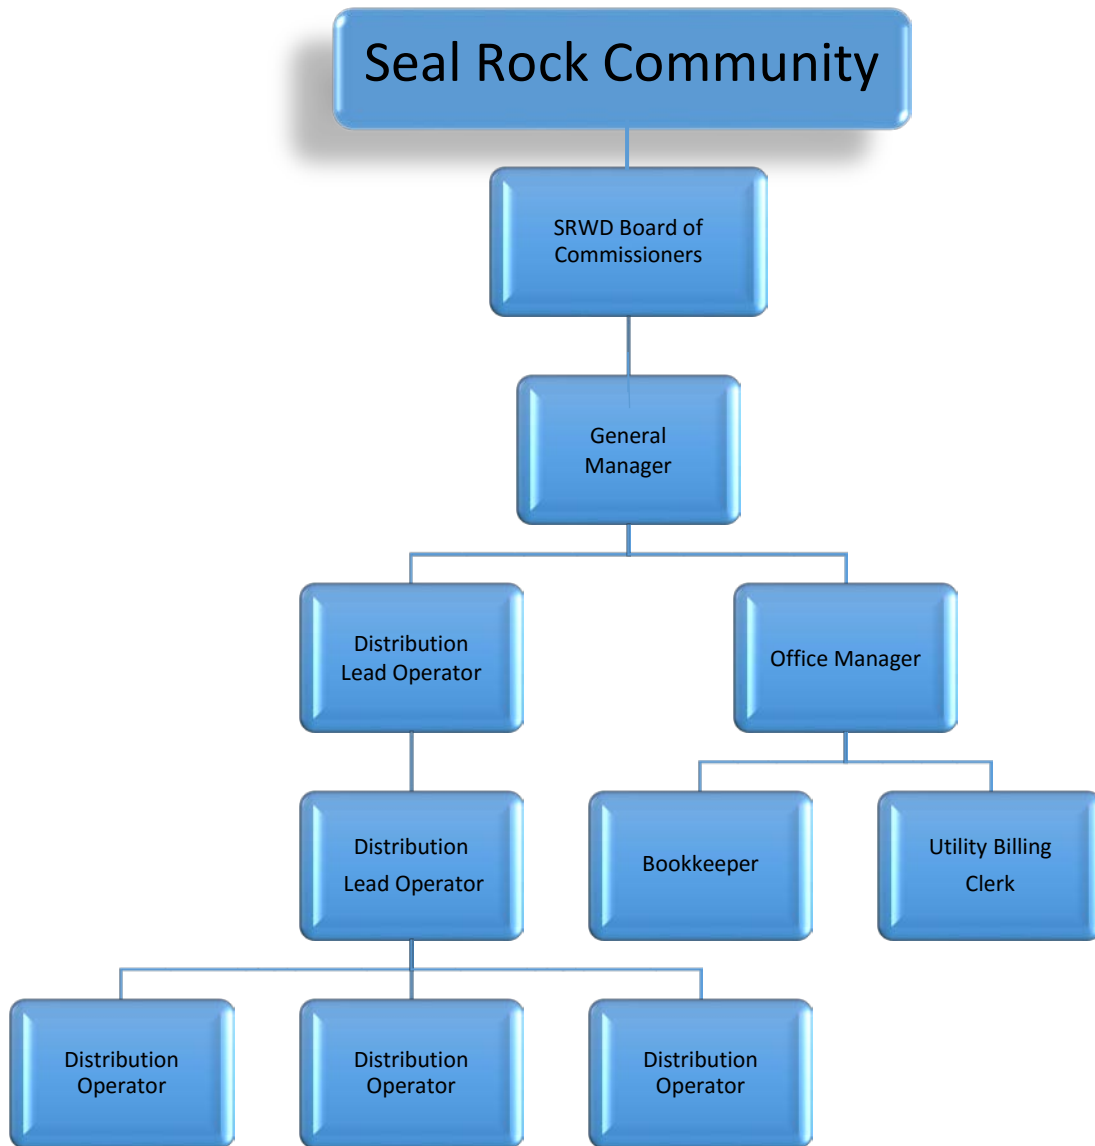 Seal Rock Community
SRWD Board of
Commissioners
General
Manager
Distribution
Lead Operator
Office Manager
Distribution
Lead Operator
Bookkeeper
Utility Billing
Clerk
Distribution
Operator
Distribution
Operator
Distribution
Operator